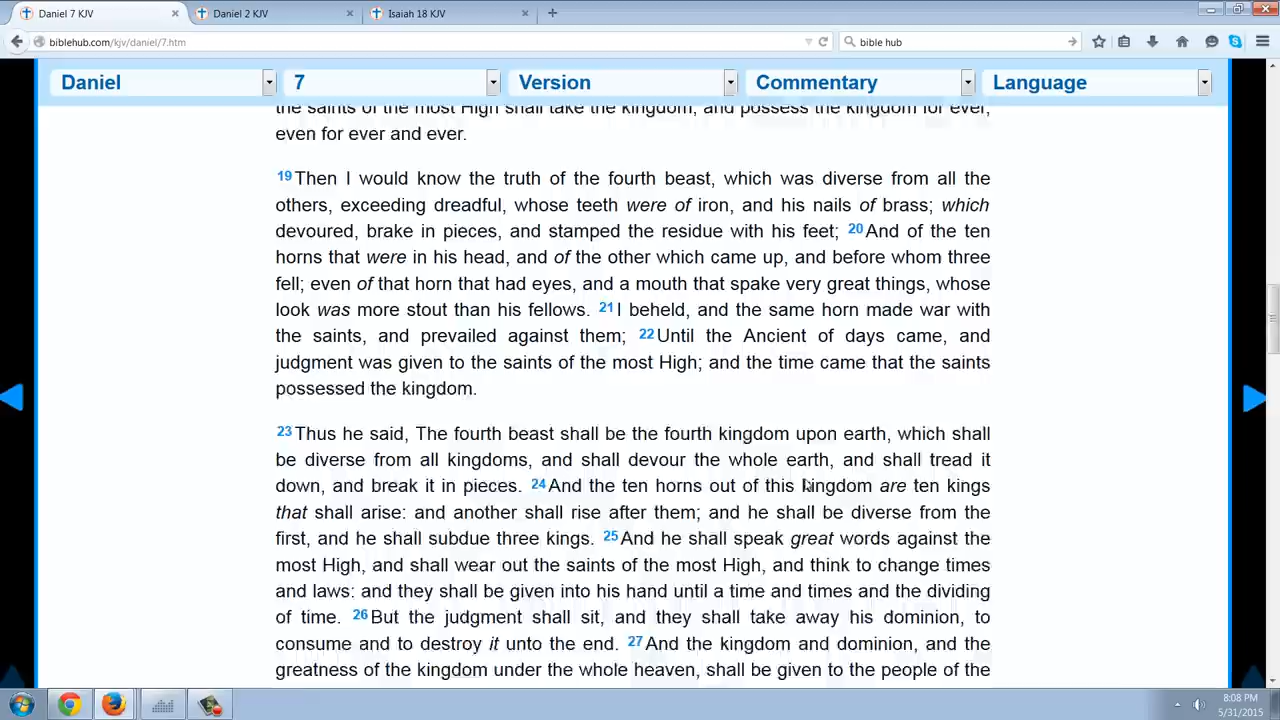 Daniel 7 KJV
Daniel 2 KJV
Isaiah 18 KJV
biblehub.com/kjv/daniel/7.htm
bible hub
Daniel
7
Version
Commentary
Language
the saints of the most High shall take the kingdom, and possess the kingdom for ever,
even for ever and ever.
19Then I would know the truth of the fourth beast, which was diverse from all the
others, exceeding dreadful, whose teeth were of iron, and his nails of brass; which
devoured, brake in pieces, and stamped the residue with his feet; 20And of the ten
horns that were in his head, and of the other which came up, and before whom three
fell; even of that horn that had eyes, and a mouth that spake very great things, whose
look was more stout than his fellows. 21I beheld, and the same horn made war with
the saints, and prevailed against them; 22Until the Ancient of days came, and
judgment was given to the saints of the most High; and the time came that the saints
possessed the kingdom.
23Thus he said, The fourth beast shall be the fourth kingdom upon earth, which shall
be diverse from all kingdoms, and shall devour the whole earth, and shall tread it
down, and break it in pieces. 24And the ten horns out of this kingdom are ten kings
that shall arise: and another shall rise after them; and he shall be diverse from the
first, and he shall subdue three kings. 25And he shall speak great words against the
most High, and shall wear out the saints of the most High, and think to change times
and laws: and they shall be given into his hand until a time and times and the dividing
of time. 26But the judgment shall sit, and they shall take away his dominion, to
consume and to destroy it unto the end. 27And the kingdom and dominion, and the
greatness of the kingdom under the whole heaven, shall be given to the people of the
8:08 PM
5/31/2015